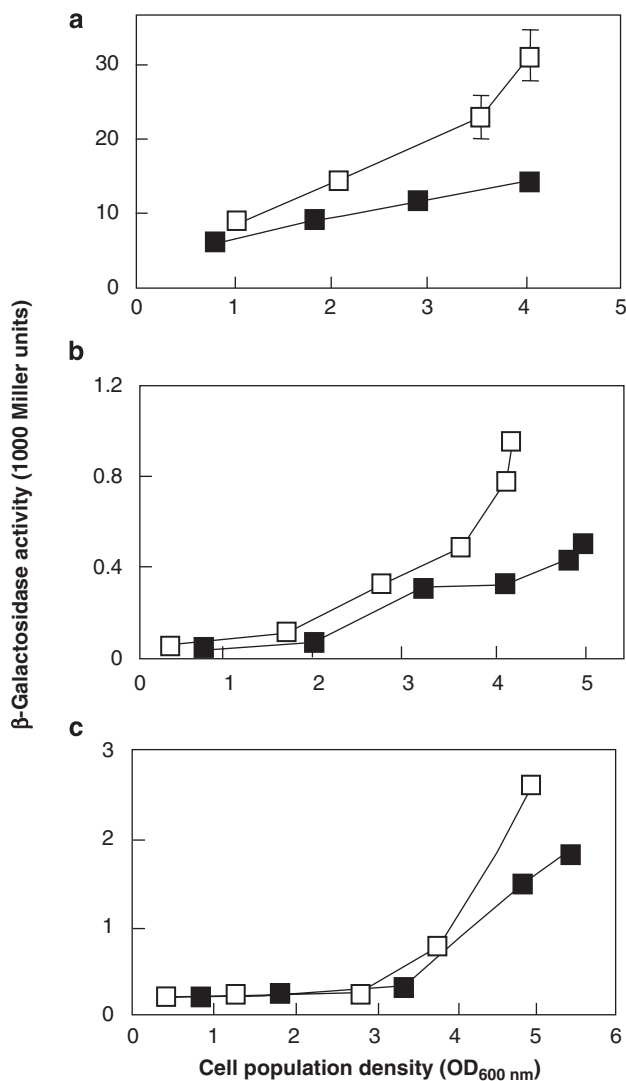 a
30
20
10
0
0 1 2 3 4 5
b
1.2
0.8
0.4
0
0 1 2 3 4 5
c
3
2
1
0
0 1 2 3 4 5 6
β-Galactosidase activity (1000 Miller units)
Cell population density (OD600 nm)